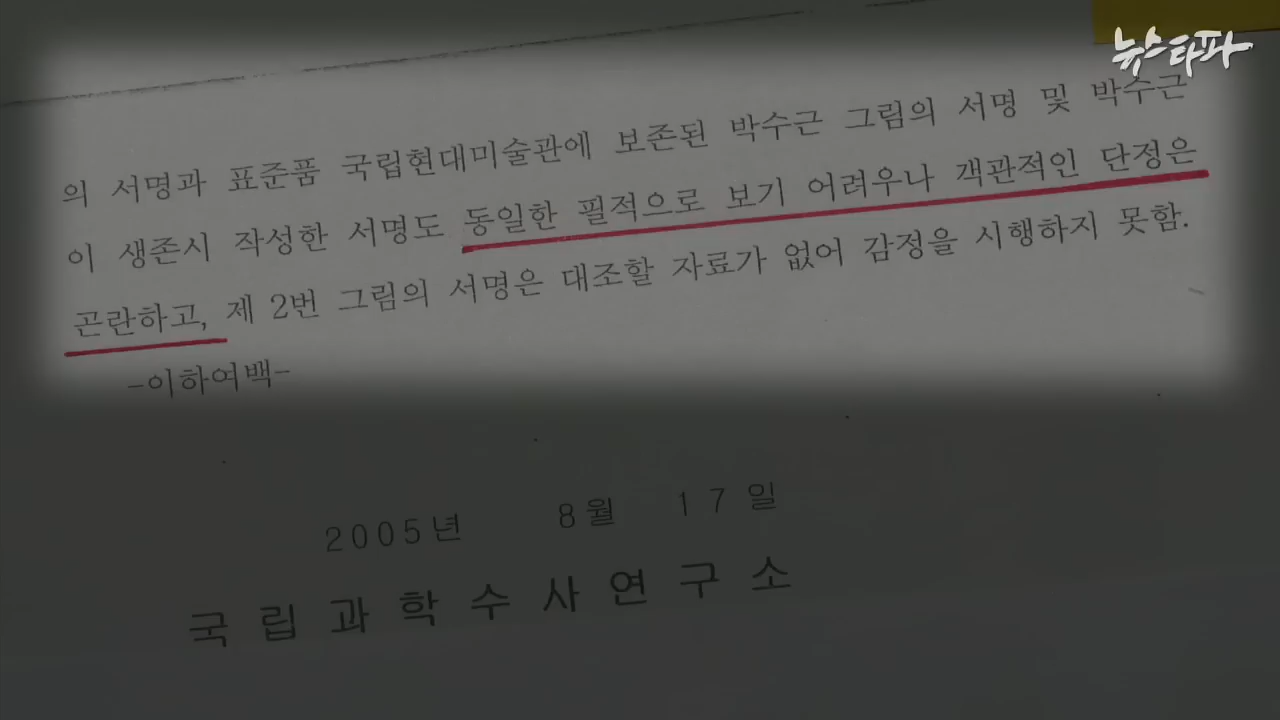 뉴스타파
의 서명과 표준품 국립현대미술관에 보존된 박수근 그림의 서명 및 박수근
이 생존시 작성한 서명도 동일한 필적으로 보기 어려우나 객관적인 단정은
곤란하고, 제 2번 그림의 서명은 대조할 자료가 없어 감정을 시행하지 못함.
-이하여백-
2005년 8월 17일
국립과학수사연구소